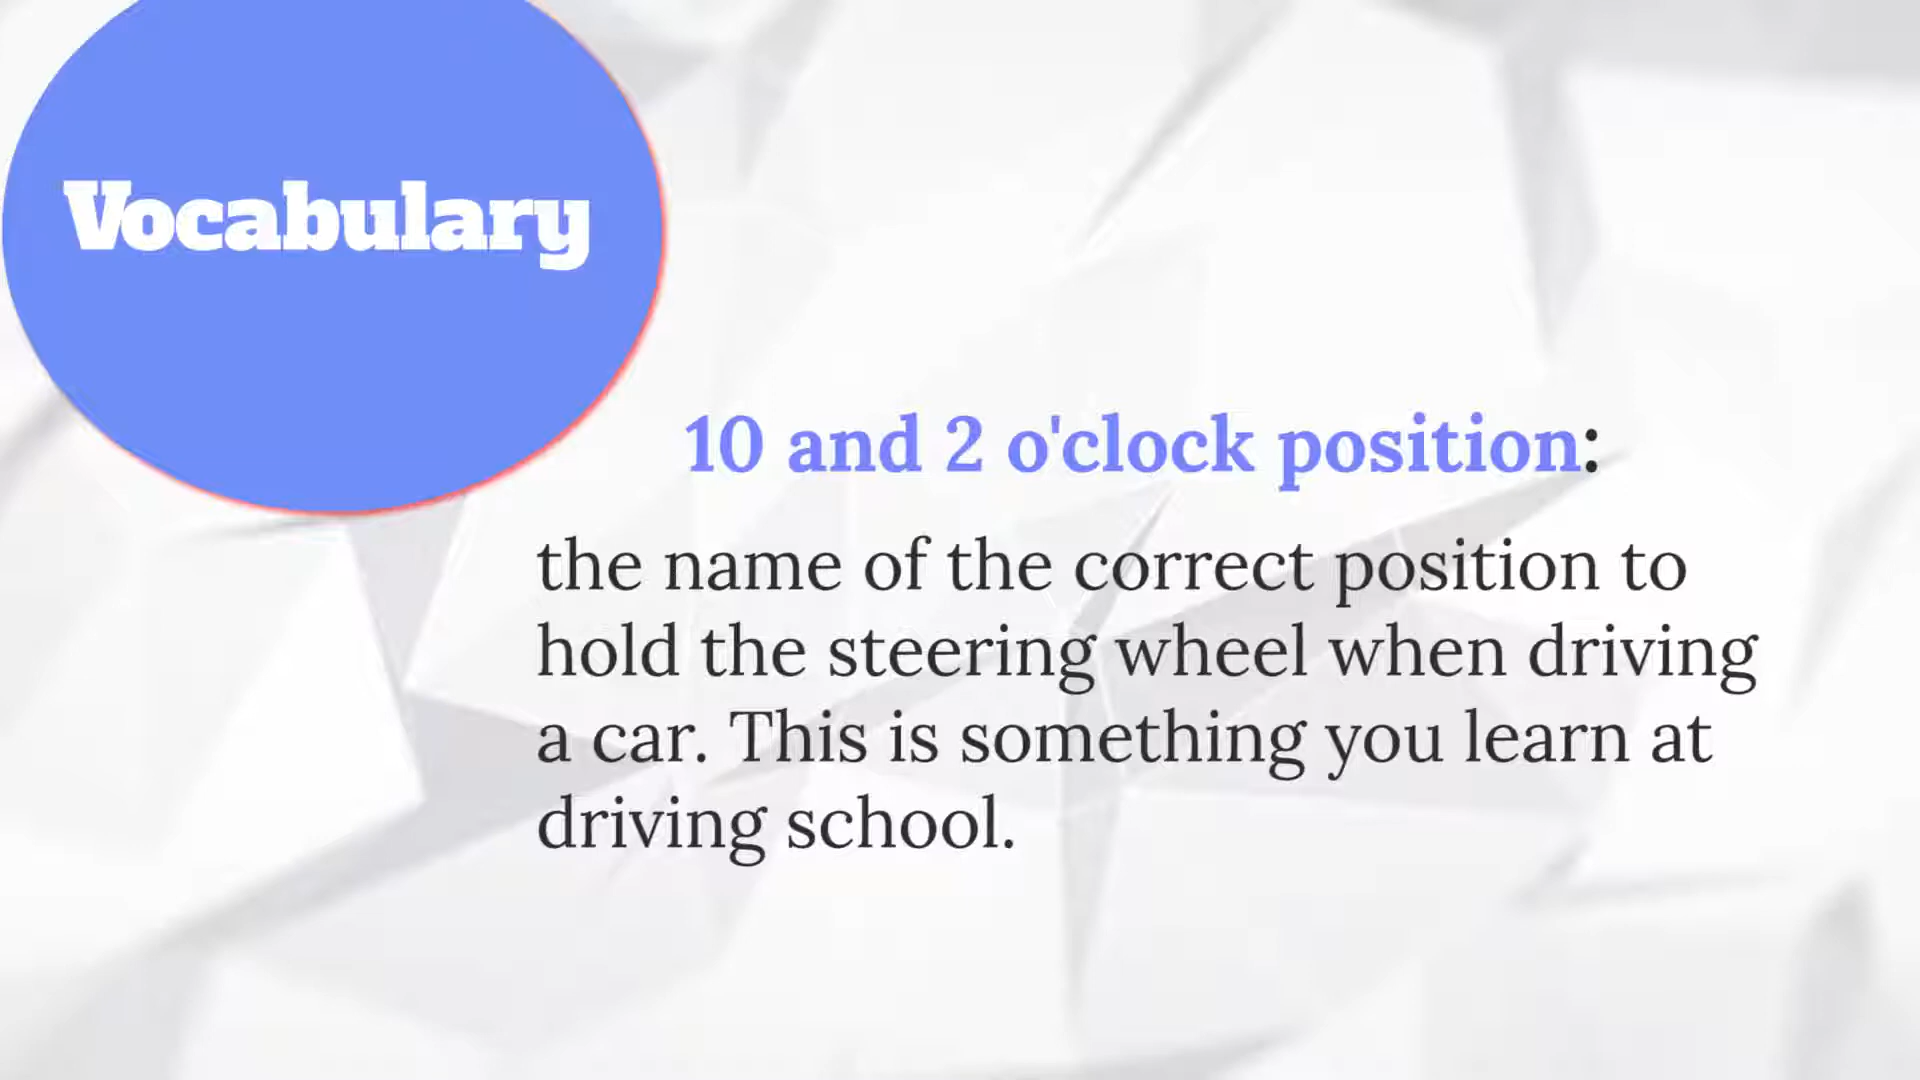 Vocabulary
10 and 2 o'clock position:
the name of the correct position to
hold the steering wheel when driving
a car. This is something you learn at
driving school.